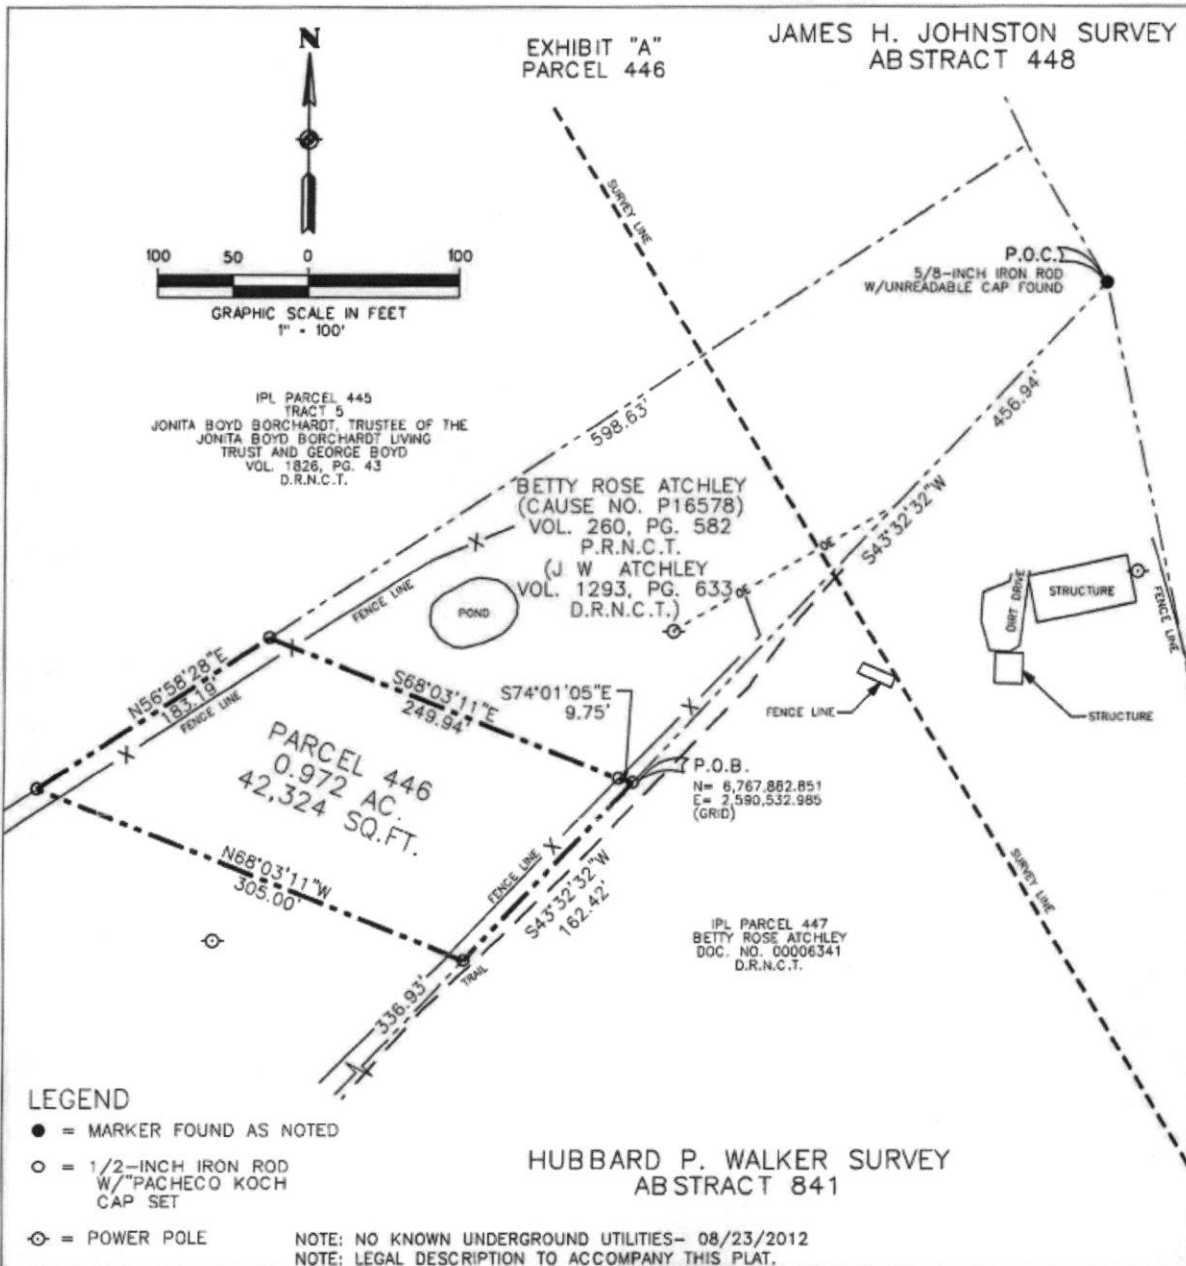 N
EXHIBIT "A"
PARCEL 446
JAMES H. JOHNSTON SURVEY
ABSTRACT 448
100 50 0 100
GRAPHIC SCALE IN FEET
1" - 100'
SURVEY LINE
P.O.C.
5/8-INCH IRON ROD
W/UNREADABLE CAP FOUND
IPL PARCEL 445
TRACT 5
JONITA BOYD BORCHARDT, TRUSTEE OF THE
JONITA BOYD BORCHARDT LIVING
TRUST AND GEORGE BOYD
VOL. 1826, PG. 43
D.R.N.C.T.
598.63'
456.94'
S43°32'32"W
BETTY ROSE ATCHLEY
(CAUSE NO. P16578)
VOL. 260, PG. 582
P.R.N.C.T.
(J W ATCHLEY
VOL. 1293, PG. 633
D.R.N.C.T.)
OE
OE
X
FENCE LINE
POND
DIRT DRIVE
STRUCTURE
FENCE LINE
STRUCTURE
FENCE LINE
N56°58'28"E
183.19'
FENCE LINE
X
X
S68°03'11"E
249.94'
S74°01'05"E
9.75'
X
P.O.B.
N= 6,767,882.851
E= 2,590,532.985
(GRID)
PARCEL 446
0.972 AC.
42,324 SQ.FT.
N68°03'11"W
305.00'
FENCE LINE
X
S43°32'32"W
162.42'
TRAIL
336.93'
SURVEY LINE
IPL PARCEL 447
BETTY ROSE ATCHLEY
DOC. NO. 00006341
D.R.N.C.T.
LEGEND
● = MARKER FOUND AS NOTED
○ = 1/2-INCH IRON ROD
W/"PACHECO KOCH
CAP SET
= POWER POLE
HUBBARD P. WALKER SURVEY
ABSTRACT 841
NOTE: NO KNOWN UNDERGROUND UTILITIES- 08/23/2012
NOTE: LEGAL DESCRIPTION TO ACCOMPANY THIS PLAT.